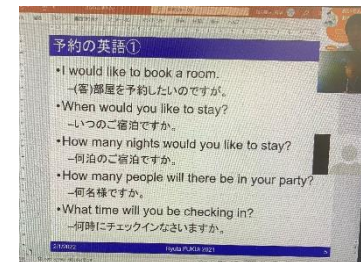 予約の英語①
•I would like to book a room.
–(客)部屋を予約したいのですが。
•When would you like to stay?
–いつのご宿泊ですか。
•How many nights would you like to stay?
–何泊のご宿泊ですか。
•How many people will there be in your party?
–何名様ですか。
•What time will you be checking in?
–何時にチェックインなさいますか。
Ryuta FUKUI 2021